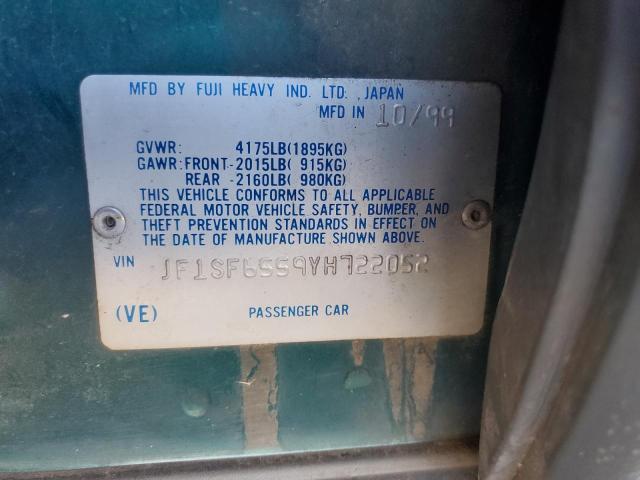 MFD BY FUJI HEAVY IND. LTD. ,JAPAN
MFD IN 10/99
GVWR: 4175LB(1895KG)
GAWR:FRONT-2015LB( 915KG)
REAR -2160LB( 980KG)
THIS VEHICLE CONFORMS TO ALL APPLICABLE
FEDERAL MOTOR VEHICLE SAFETY, BUMPER, AND
THEFT PREVENTION STANDARDS IN EFFECT ON
THE DATE OF MANUFACTURE SHOWN ABOVE.
VIN JF1SF6559YH722052
(VE) PASSENGER CAR